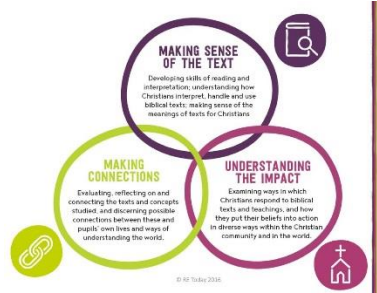 MAKING SENSE
OF THE TEXT
Developing skills of reading and
interpretation; understanding how
Christians interpret, handle and use
biblical texts; making sense of the
meanings of texts for Christians
MAKING
CONNECTIONS
Evaluating, reflecting on and
connecting the texts and concepts
studied, and discerning possible
connections between these and
pupils' own lives and ways of
understanding the world.
UNDERSTANDING
THE IMPACT
Examining ways in which
Christians respond to biblical
texts and teachings, and how
they put their beliefs into action
in diverse ways within the Christian
community and in the world.
© RE Today 2016